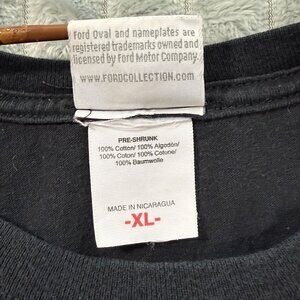 Ford Oval and nameplates are
registered trademarks owned and
licensed by Ford Motor Company.
WWW.FORDCOLLECTION.COM
PRE-SHRUNK
100% Cotton/ 100% Algodón/
100% Coton/ 100% Cotone/
100% Baumwolle
MADE IN NICARAGUA
-XL-